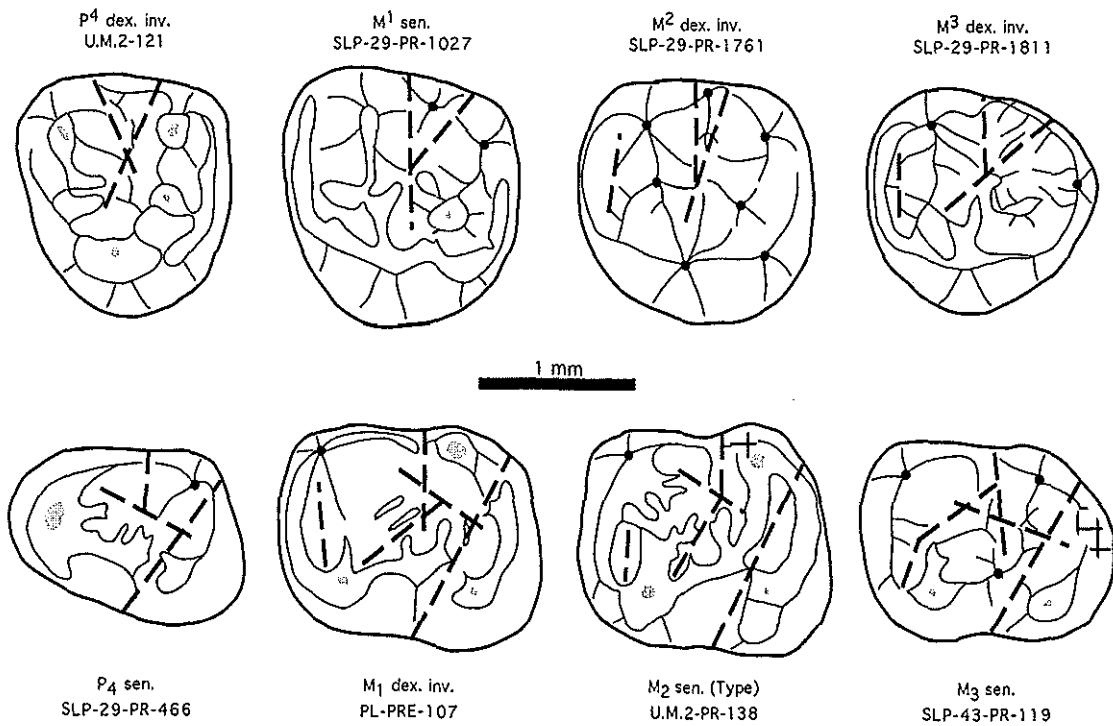 P4 dex. inv.
U.M.2-121
M1 sen.
SLP-29-PR-1027
M2 dex. inv.
SLP-29-PR-1761
M3 dex. inv.
SLP-29-PR-1811
1 mm
P4 sen.
SLP-29-PR-466
M1 dex. inv.
PL-PRE-107
M2 sen. (Type)
U.M.2-PR-138
M3 sen.
SLP-43-PR-119